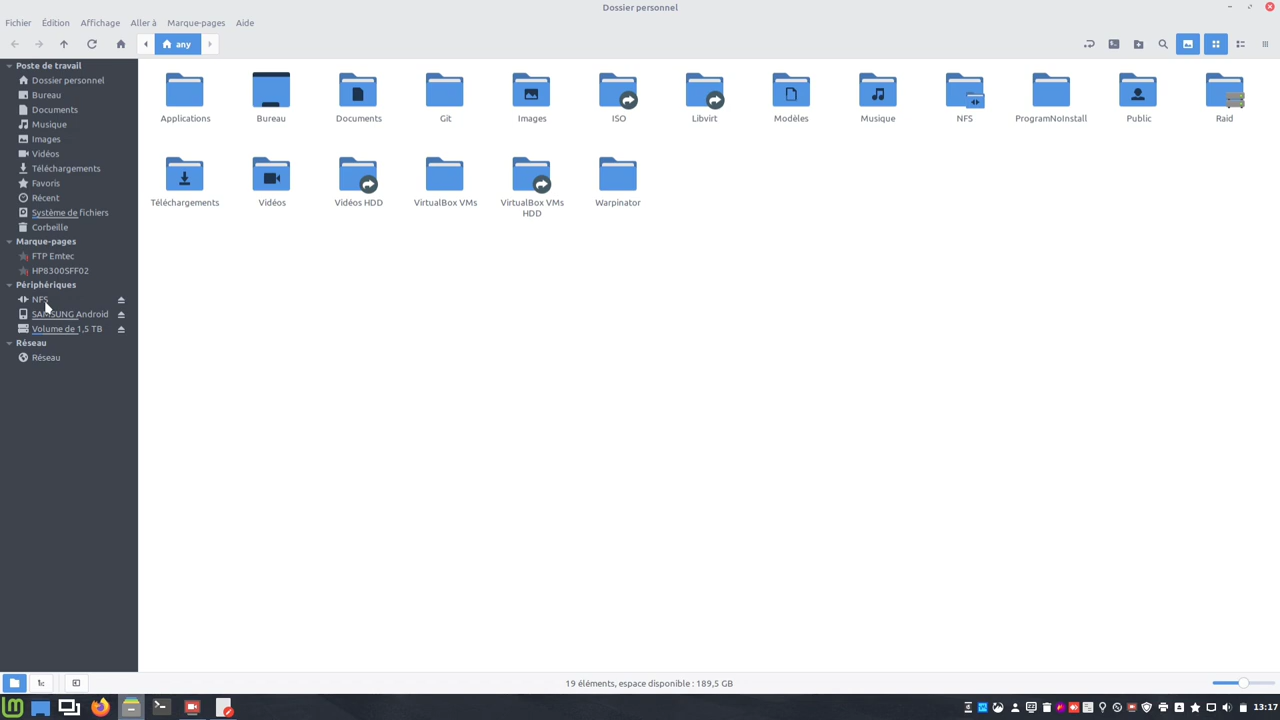 Dossier personnel
Fichier Édition Affichage Aller à Marque-pages Aide
any
Poste de travail
Dossier personnel
Bureau
Documents
Musique
Images
Vidéos
Téléchargements
Favoris
Récent
Système de fichiers
Corbeille
Marque-pages
FTP Emtec
HP8300SFF02
Périphériques
NFS
SAMSUNG Android
Volume de 1,5 TB
Réseau
Réseau
Applications Bureau Documents Git Images ISO Libvirt Modèles Musique NFS ProgramNoInstall Public Raid
Téléchargements Vidéos Vidéos HDD VirtualBox VMs VirtualBox VMs Warpinator
HDD
19 éléments, espace disponible : 189,5 GB
13:17